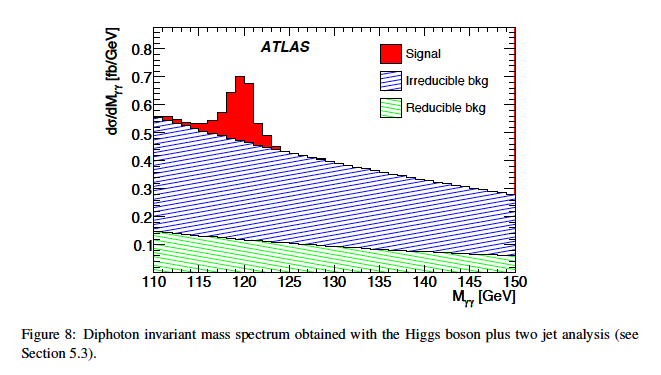 dσ/dMγγ [fb/GeV]
ATLAS
Signal
Irreducible bkg
Reducible bkg
0.8
0.7
0.6
0.5
0.4
0.3
0.2
0.1
110 115 120 125 130 135 140 145 150
Mγγ [GeV]
Figure 8: Diphoton invariant mass spectrum obtained with the Higgs boson plus two jet analysis (see
Section 5.3).